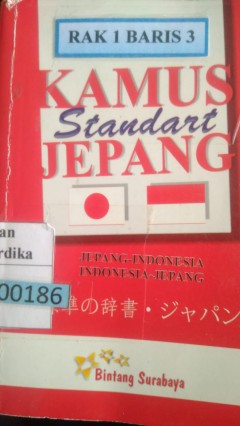 RAK 1 BARIS 3
KAMUS
Standart
JEPANG
an
rdika
00186
JEPANG-INDONESIA
INDONESIA-JEPANG
準の辞書・ジャパン
Bintang Surabaya